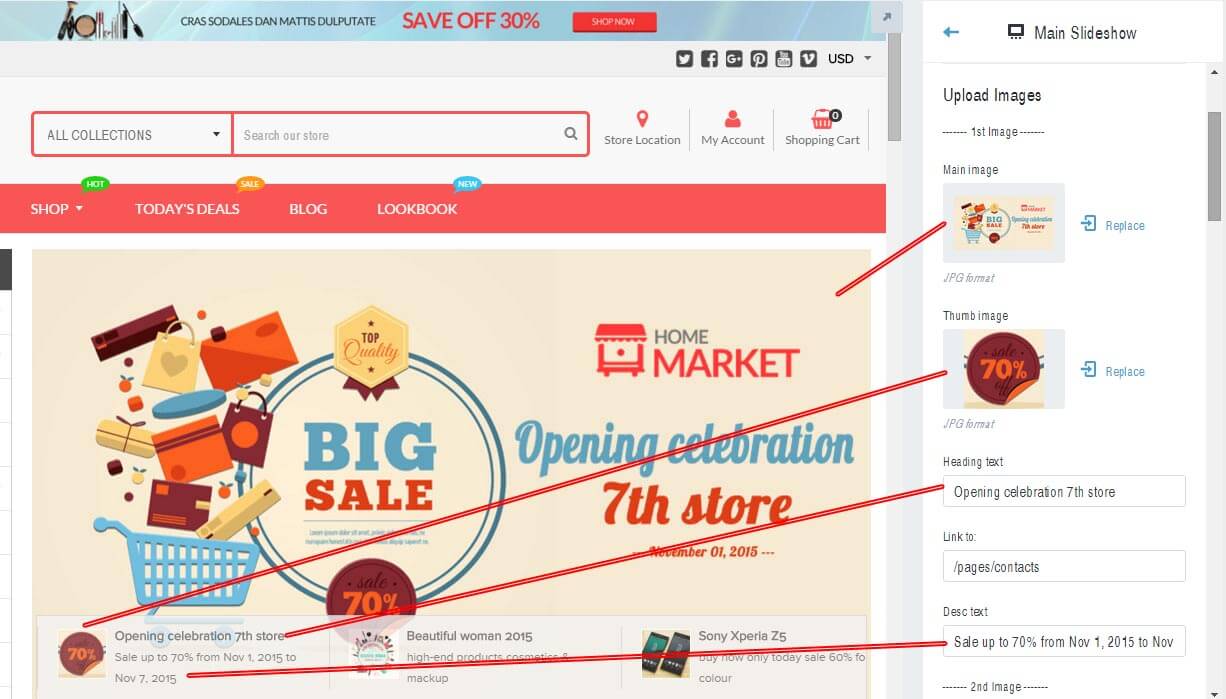 CRAS SODALES DAN MATTIS DULPUTATE SAVE OFF 30% SHOP NOW
USD
ALL COLLECTIONS
Search our store
Store Location
My Account
0
Shopping Cart
HOT
SALE
NEW
SHOP
TODAY'S DEALS
BLOG
LOOKBOOK
TOP
Quality
BIG
SALE
HOME
MARKET
Opening celebration
7th store
--- November 01, 2015 ---
sale
70%
70%
Opening celebration 7th store
Sale up to 70% from Nov 1, 2015 to
Nov 7, 2015
Beautiful woman 2015
high-end products cosmetics &
makeup
Sony Xperia Z5
buy now only today sale 60% fo
colour
Main Slideshow
Upload Images
------- 1st Image -------
Main image
BIG
SALE
HOME
MARKET
Opening celebration
7th store
Replace
JPG format
Thumb image
sale
70%
off
Replace
JPG format
Heading text
Opening celebration 7th store
Link to:
/pages/contacts
Desc text
Sale up to 70% from Nov 1, 2015 to Nov
------- 2nd Image -------